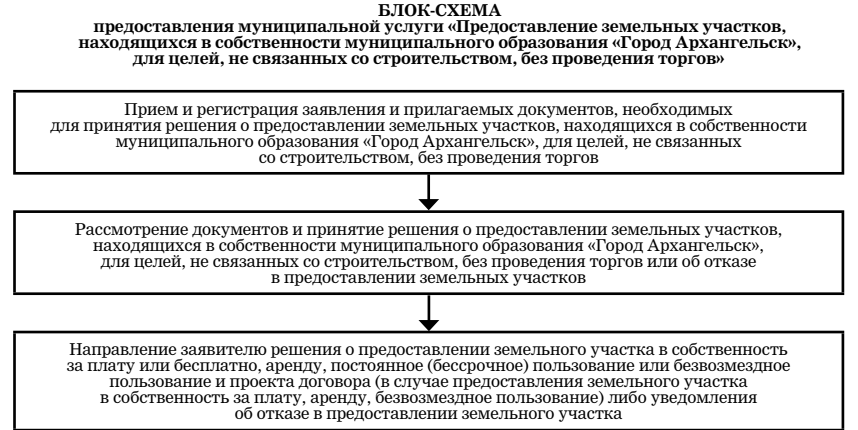 БЛОК-СХЕМА
предоставления муниципальной услуги «Предоставление земельных участков,
находящихся в собственности муниципального образования «Город Архангельск»,
для целей, не связанных со строительством, без проведения торгов»
Прием и регистрация заявления и прилагаемых документов, необходимых
для принятия решения о предоставлении земельных участков, находящихся в собственности
муниципального образования «Город Архангельск», для целей, не связанных
со строительством, без проведения торгов
Рассмотрение документов и принятие решения о предоставлении земельных участков,
находящихся в собственности муниципального образования «Город Архангельск»,
для целей, не связанных со строительством, без проведения торгов или об отказе
в предоставлении земельных участков
Направление заявителю решения о предоставлении земельного участка в собственность
за плату или бесплатно, аренду, постоянное (бессрочное) пользование или безвозмездное
пользование и проекта договора (в случае предоставления земельного участка
в собственность за плату, аренду, безвозмездное пользование) либо уведомления
об отказе в предоставлении земельного участка